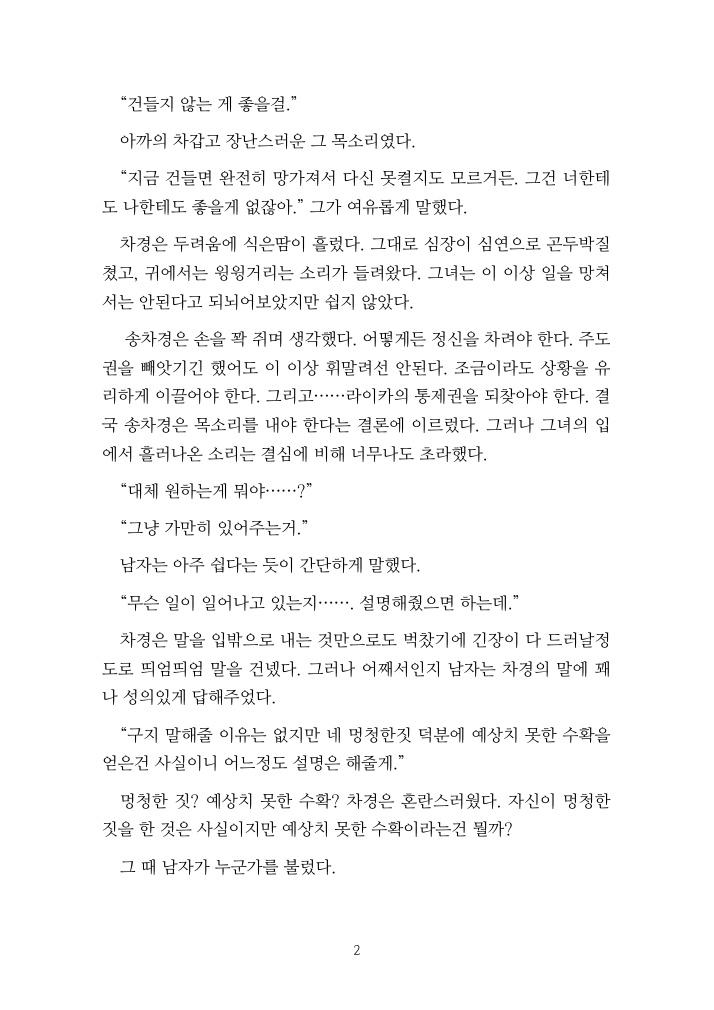 “건들지 않는 게 좋을걸.”
아까의 차갑고 장난스러운 그 목소리였다.
“지금 건들면 완전히 망가져서 다신 못켤지도 모르거든. 그건 너한테
도 나한테도 좋을게 없잖아.” 그가 여유롭게 말했다.
차경은 두려움에 식은땀이 흘렀다. 그대로 심장이 심연으로 곤두박질
쳤고, 귀에서는 윙윙거리는 소리가 들려왔다. 그녀는 이 이상 일을 망쳐
서는 안된다고 되뇌어보았지만 쉽지 않았다.
송차경은 손을 꽉 쥐며 생각했다. 어떻게든 정신을 차려야 한다. 주도
권을 빼앗기긴 했어도 이 이상 휘말려선 안된다. 조금이라도 상황을 유
리하게 이끌어야 한다. 그리고……라이카의 통제권을 되찾아야 한다. 결
국 송차경은 목소리를 내야 한다는 결론에 이르렀다. 그러나 그녀의 입
에서 흘러나온 소리는 결심에 비해 너무나도 초라했다.
“대체 원하는게 뭐야……?”
“그냥 가만히 있어주는거.”
남자는 아주 쉽다는 듯이 간단하게 말했다.
“무슨 일이 일어나고 있는지……. 설명해줬으면 하는데.”
차경은 말을 입밖으로 내는 것만으로도 벅찼기에 긴장이 다 드러날정
도로 띄엄띄엄 말을 건넸다. 그러나 어째서인지 남자는 차경의 말에 꽤
나 성의있게 답해주었다.
“구지 말해줄 이유는 없지만 네 멍청한짓 덕분에 예상치 못한 수확을
얻은건 사실이니 어느정도 설명은 해줄게.”
멍청한 짓? 예상치 못한 수확? 차경은 혼란스러웠다. 자신이 멍청한
짓을 한 것은 사실이지만 예상치 못한 수확이라는건 뭘까?
그 때 남자가 누군가를 불렀다.
2